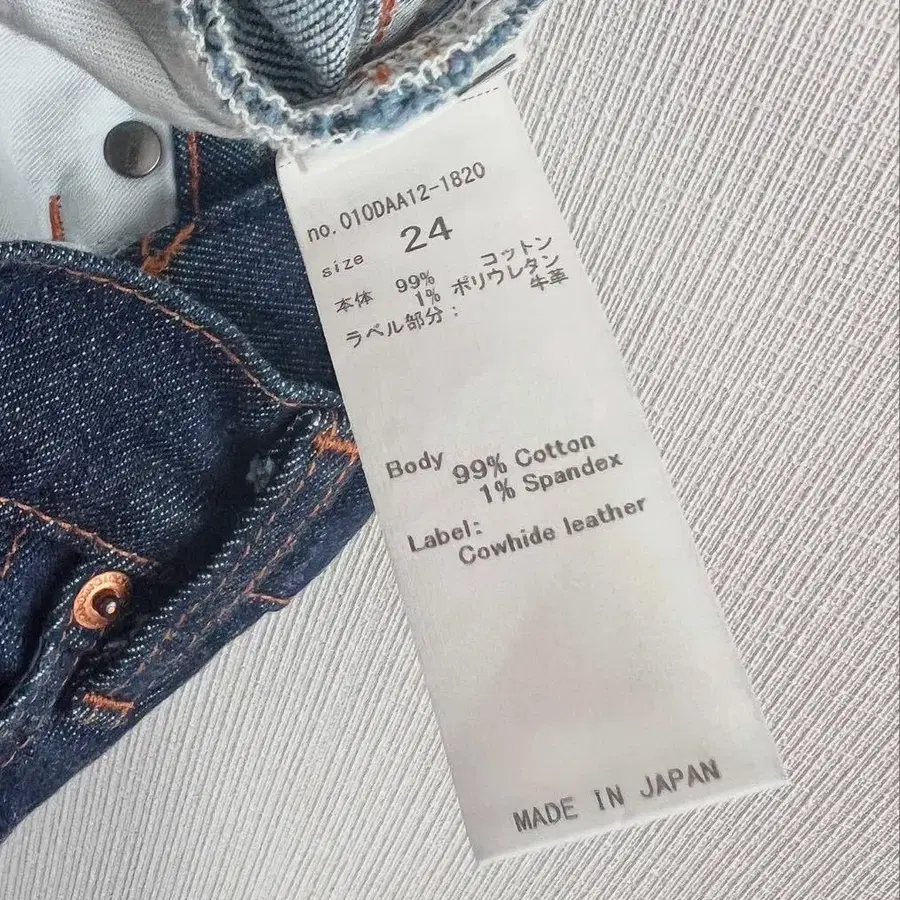 no.010DAA12-1820
size 24
本体 99% コットン
1% ポリウレタン
ラベル部分: 牛革
Body 99% Cotton
1% Spandex
Label:
Cowhide leather
MADE IN JAPAN